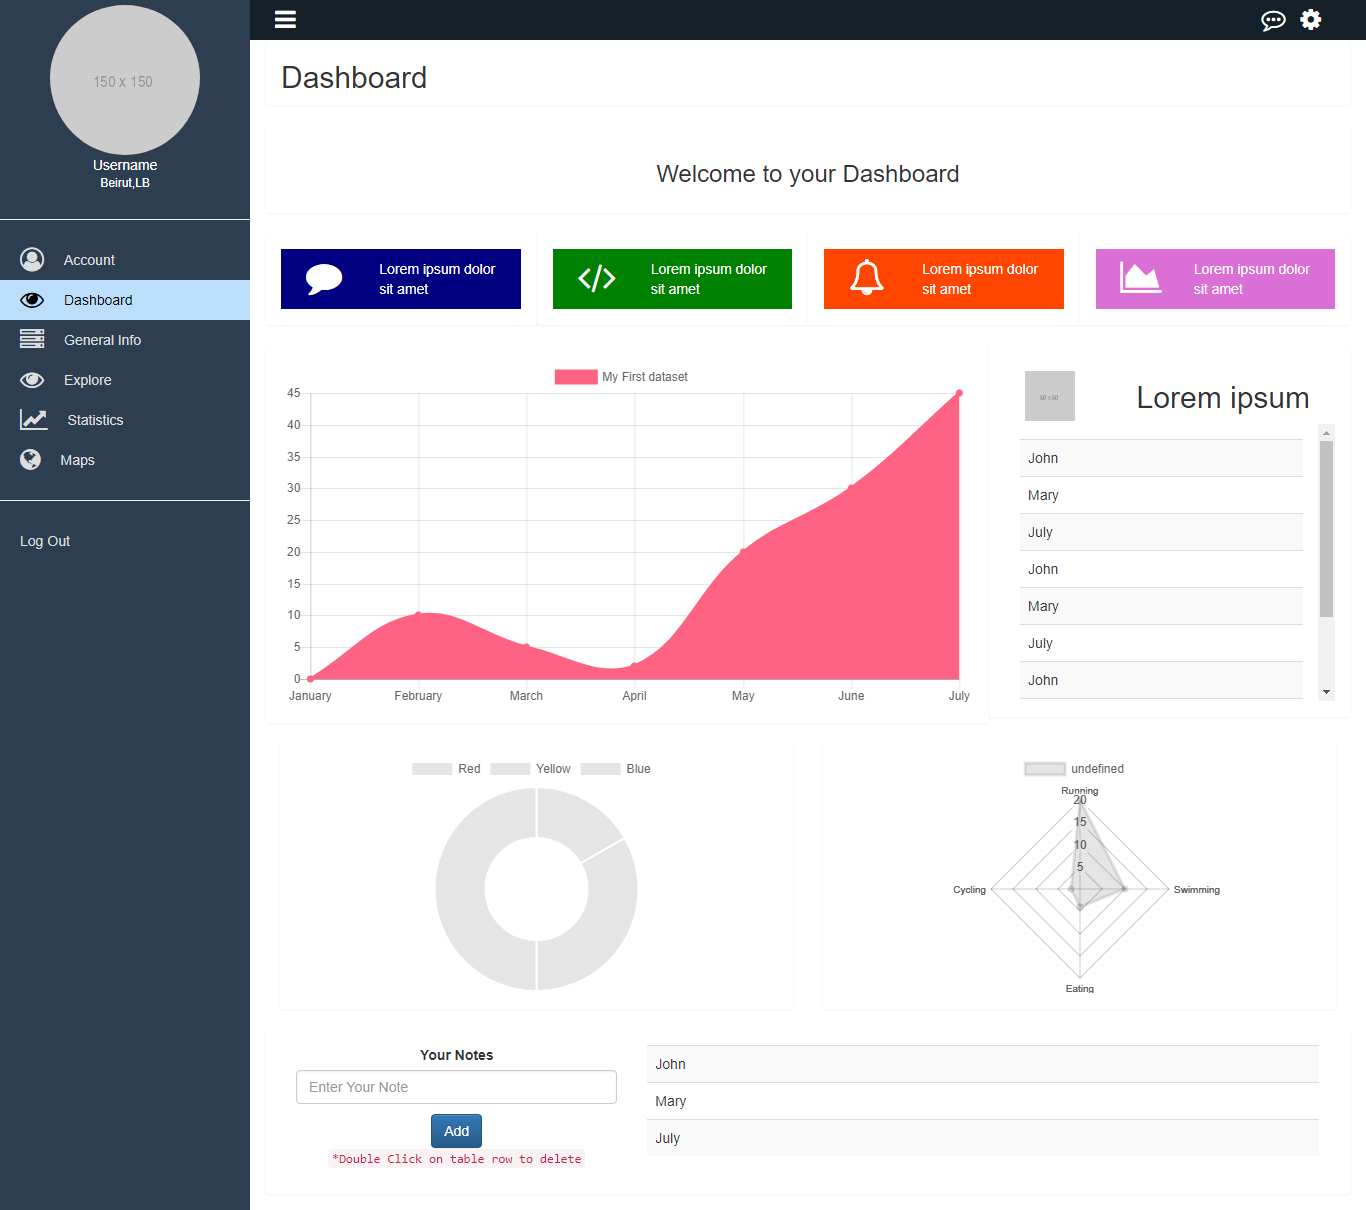 150 x 150
Username
Beirut,LB
Account
Dashboard
General Info
Explore
Statistics
Maps
Log Out
Dashboard
Welcome to your Dashboard
Lorem ipsum dolor
sit amet
Lorem ipsum dolor
sit amet
Lorem ipsum dolor
sit amet
Lorem ipsum dolor
sit amet
My First dataset
45
40
35
30
25
20
15
10
5
0
January February March April May June July
50 x 50
Lorem ipsum
John
Mary
July
John
Mary
July
John
Red Yellow Blue
undefined
Running
20
15
10
5
Cycling
Swimming
Eating
Your Notes
Enter Your Note
Add
*Double Click on table row to delete
John
Mary
July